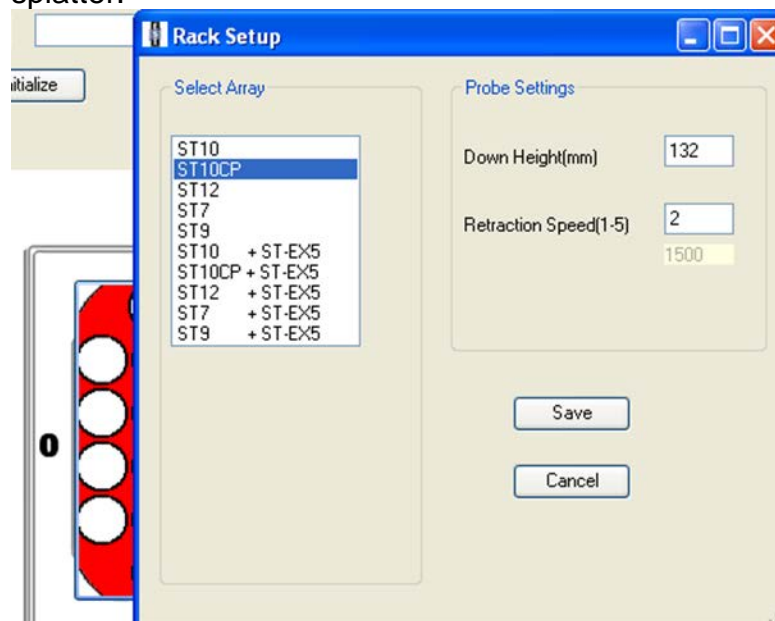 Rack Setup
nitialize
Select Array
ST10
ST10CP
ST12
ST7
ST9
ST10 + ST-EX5
ST10CP + ST-EX5
ST12 + ST-EX5
ST7 + ST-EX5
ST9 + ST-EX5
Probe Settings
Down Height(mm) 132
Retraction Speed(1-5) 2
1500
Save
Cancel
0